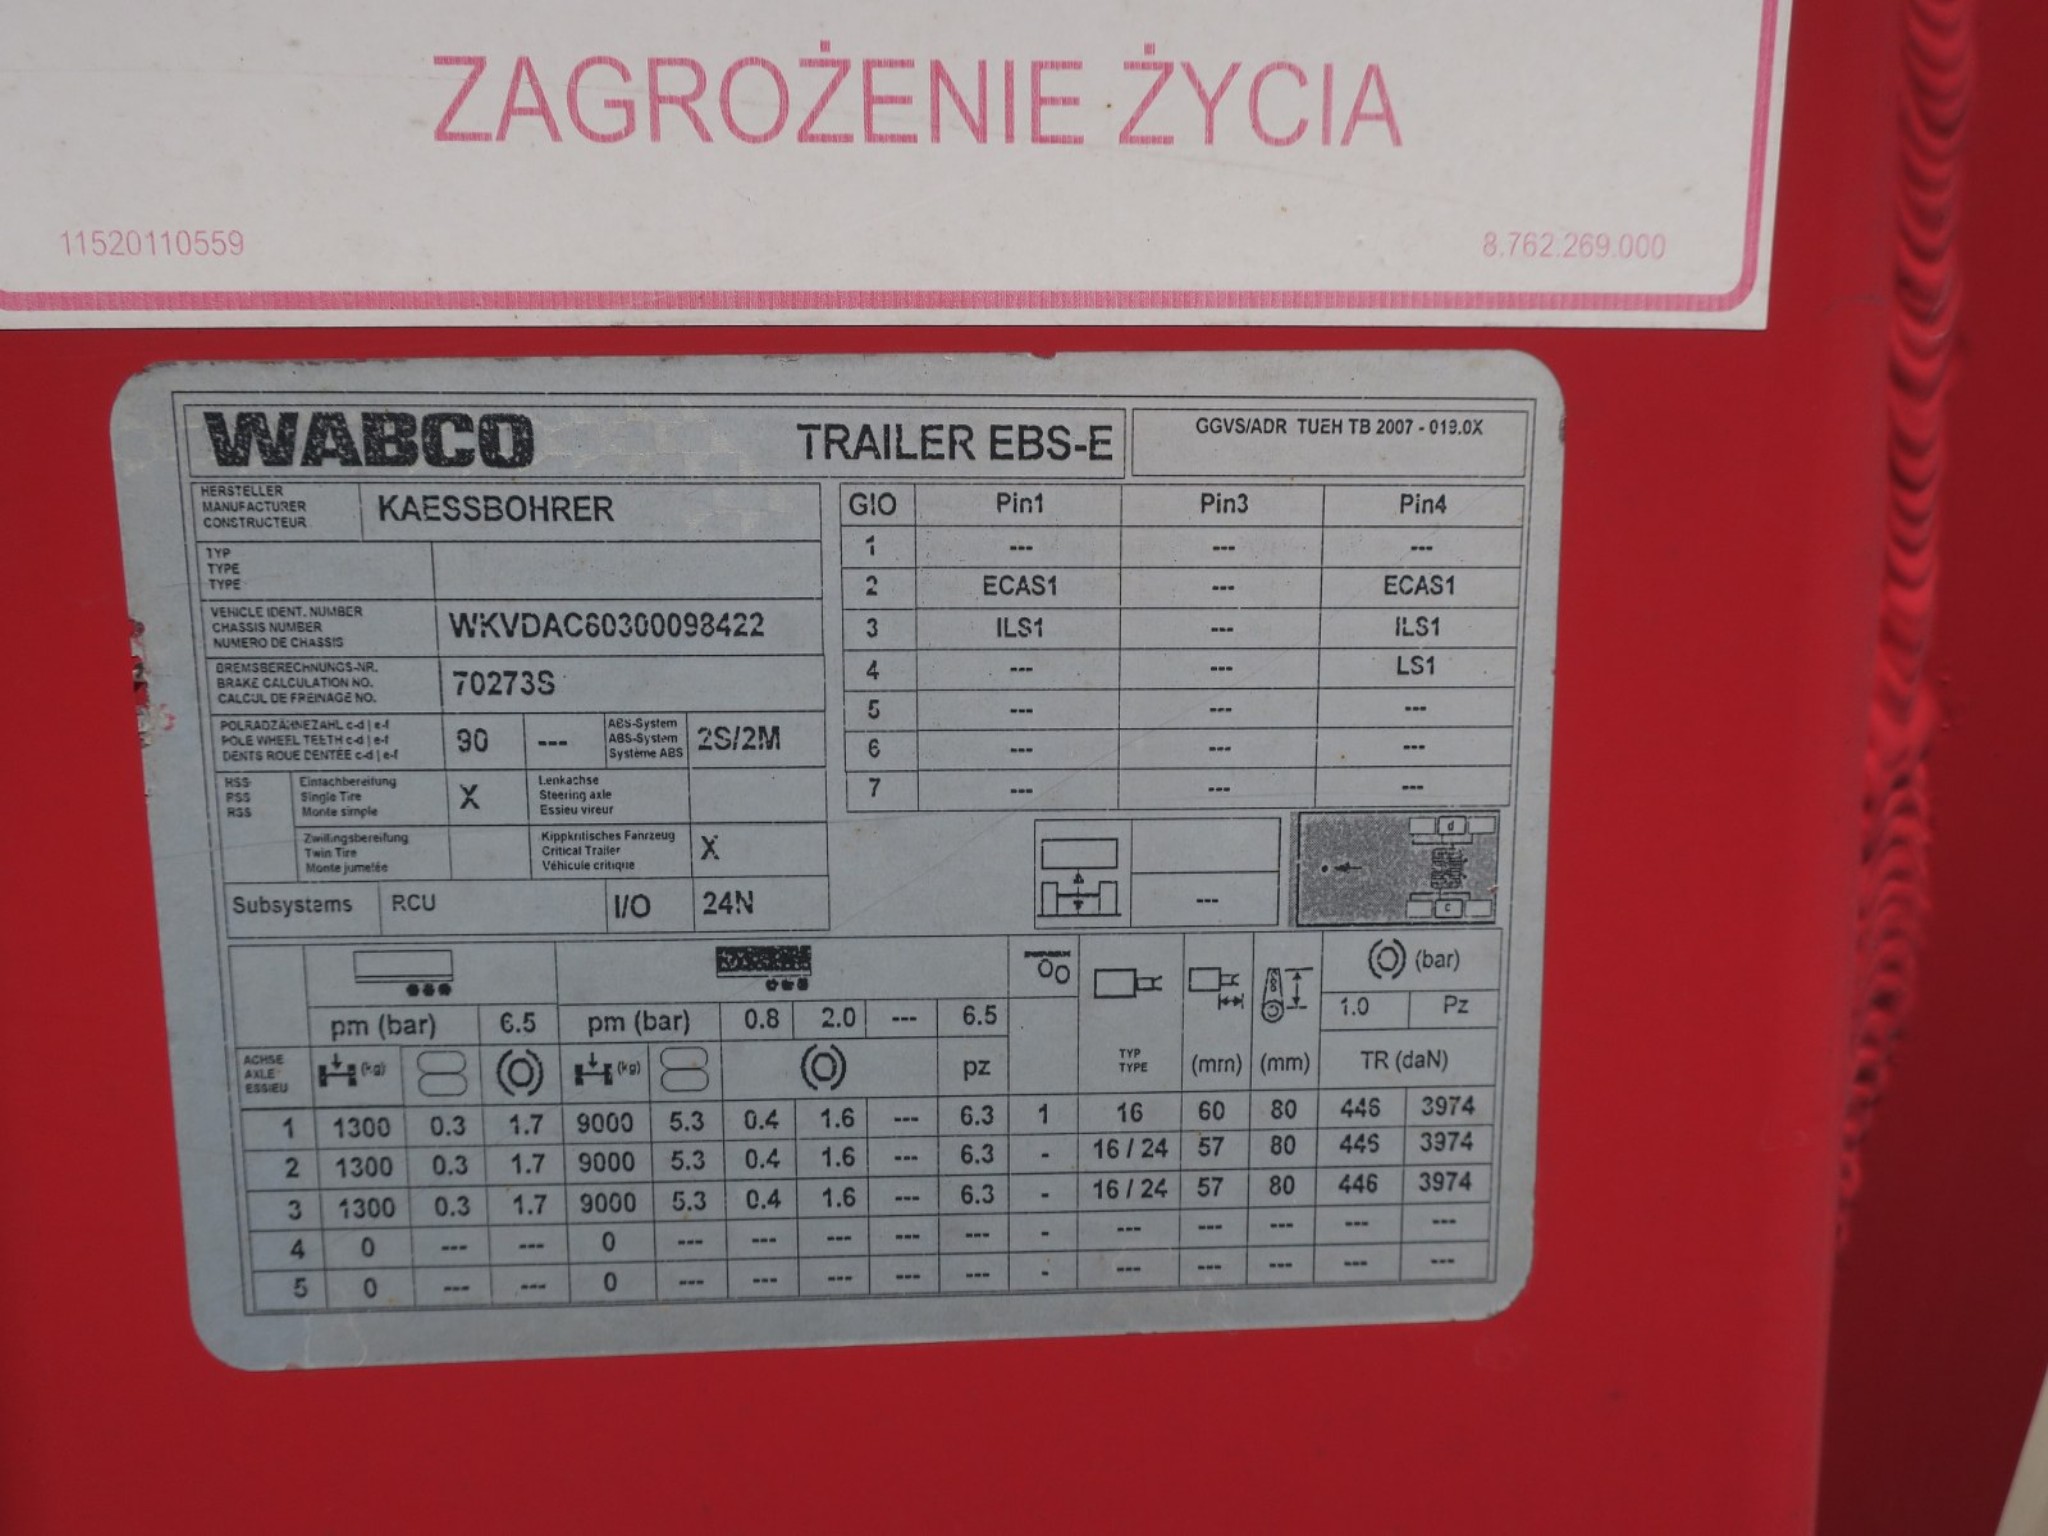 ZAGROŻENIE ŻYCIA
11520110559 8.762.269.000
WABCO TRAILER EBS-E GGVS/ADR TUEH TB 2007 - 019.0X
HERSTELLER
MANUFACTURER
CONSTRUCTEUR
KAESSBOHRER
TYP
TYPE
TYPE
VEHICLE IDENT. NUMBER
CHASSIS NUMBER
NUMERO DE CHASSIS
WKVDAC60300098422
BREMSBERECHNUNGS-NR.
BRAKE CALCULATION NO.
CALCUL DE FREINAGE NO.
70273S
POLRADZÄHNEZAHL c-d | e-f
POLE WHEEL TEETH c-d | e-f
DENTS ROUE DENTÉE c-d | e-f
90 ---
ABS-System
ABS-System
Système ABS
2S/2M
RSS
RSS
RSS
Einfachbereifung
Single Tire
Monte simple
X
Lenkachse
Steering axle
Essieu vireur
Zwillingsbereifung
Twin Tire
Monte jumelée
Kippkritisches Fahrzeug
Critical Trailer
Véhicule critique
X
Subsystems RCU I/O 24N
GIO Pin1 Pin3 Pin4
1 --- --- ---
2 ECAS1 --- ECAS1
3 ILS1 --- ILS1
4 --- --- LS1
5 --- --- ---
6 --- --- ---
7 --- --- ---
---
d
c
(bar)
pm (bar) 6.5 pm (bar) 0.8 2.0 --- 6.5 1.0 Pz
ACHSE
AXLE
ESSIEU
(kg) (kg) pz
TYP
TYPE
(mm) (mm) TR (daN)
1 1300 0.3 1.7 9000 5.3 0.4 1.6 --- 6.3 1 16 60 80 446 3974
2 1300 0.3 1.7 9000 5.3 0.4 1.6 --- 6.3 - 16 / 24 57 80 446 3974
3 1300 0.3 1.7 9000 5.3 0.4 1.6 --- 6.3 - 16 / 24 57 80 446 3974
4 0 --- --- 0 --- --- --- --- --- - --- --- --- --- ---
5 0 --- --- 0 --- --- --- --- --- - --- --- --- --- ---